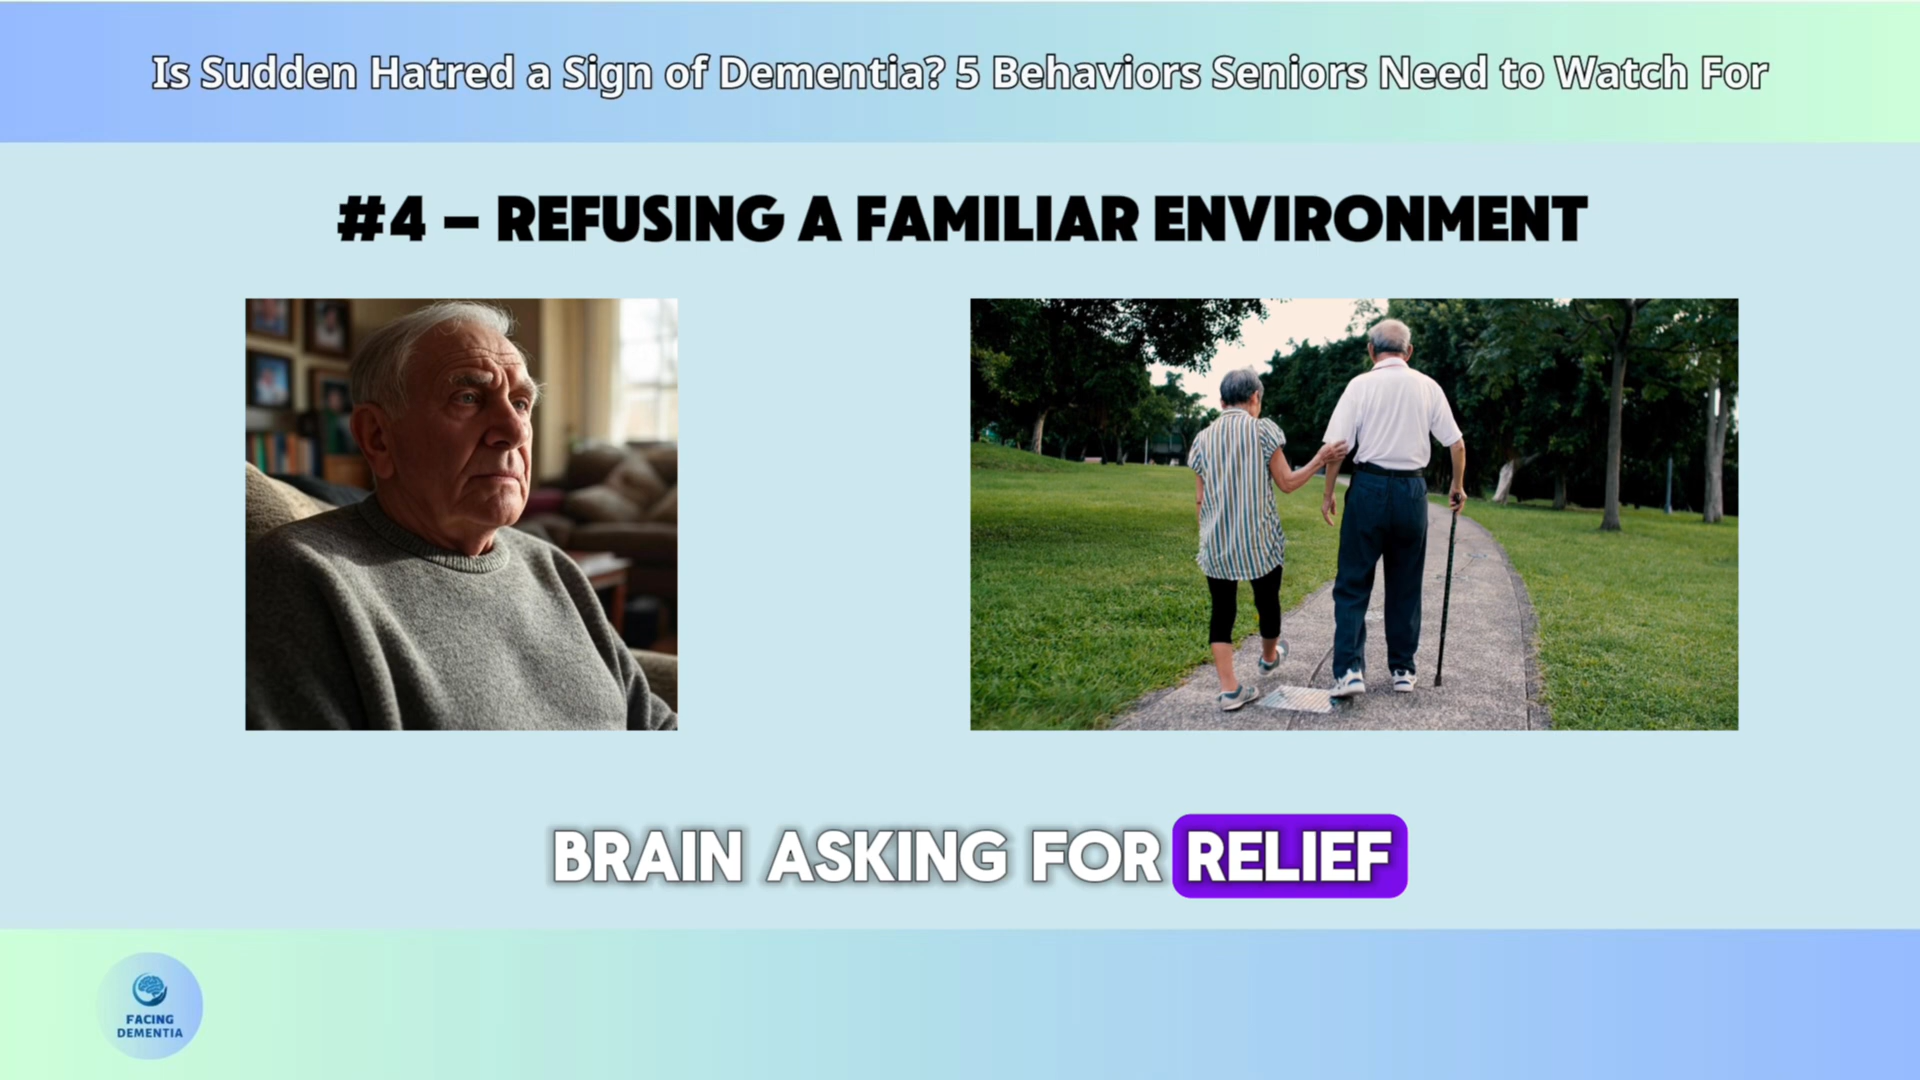 Is Sudden Hatred a Sign of Dementia? 5 Behaviors Seniors Need to Watch For
#4 – REFUSING A FAMILIAR ENVIRONMENT
BRAIN ASKING FOR RELIEF
FACING
DEMENTIA